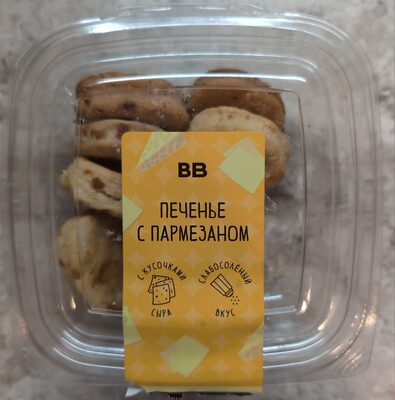 ВВ
ПЕЧЕНЬЕ
С ПАРМЕЗАНОМ
С КУСОЧКАМИ
СЫРА
СЛАБОСОЛЁНЫЙ
ВКУС